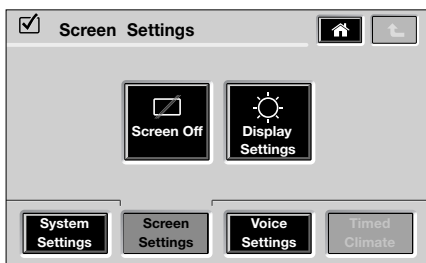 Screen Settings
Screen Off
Display
Settings
System
Settings
Screen
Settings
Voice
Settings
Timed
Climate